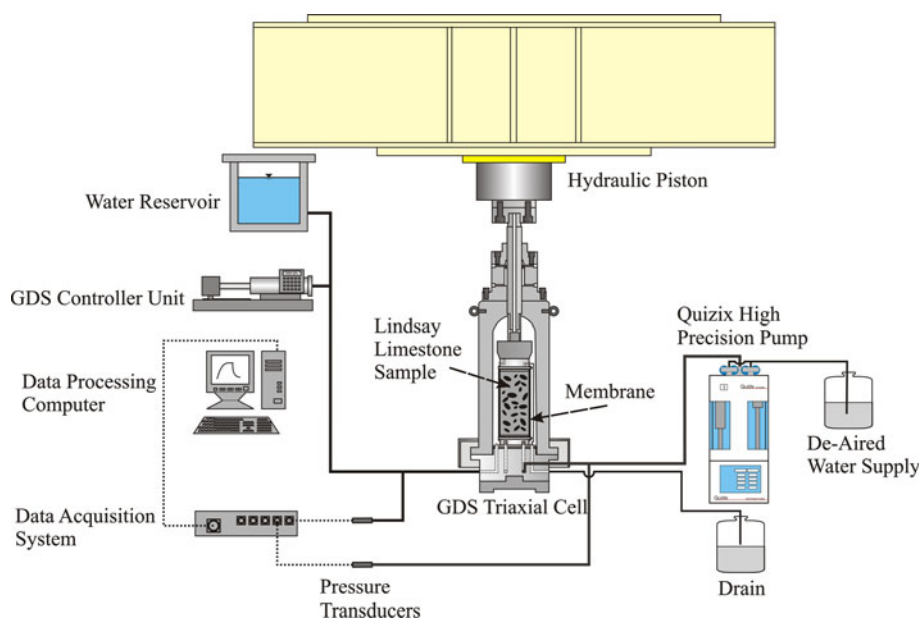 Hydraulic Piston
Water Reservoir
GDS Controller Unit
Lindsay
Limestone
Sample
Quizix High
Precision Pump
Data Processing
Computer
Membrane
De-Aired
Water Supply
GDS Triaxial Cell
Data Acquisition
System
Pressure
Transducers
Drain